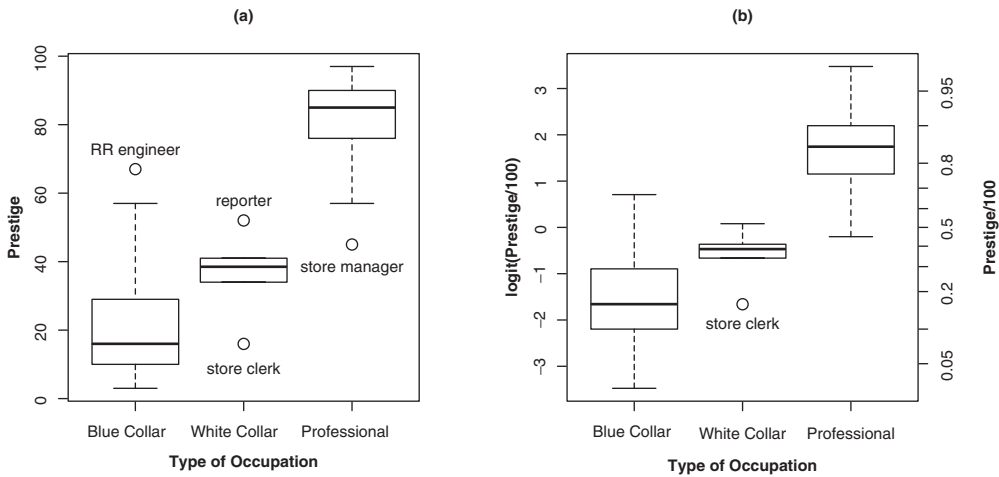 (a)
Prestige
100
80
60
40
20
0
RR engineer
reporter
store clerk
store manager
Blue Collar
White Collar
Professional
Type of Occupation
(b)
logit(Prestige/100)
3
2
1
0
−1
−2
−3
store clerk
0.95
0.8
0.5
0.2
0.05
Prestige/100
Blue Collar
White Collar
Professional
Type of Occupation